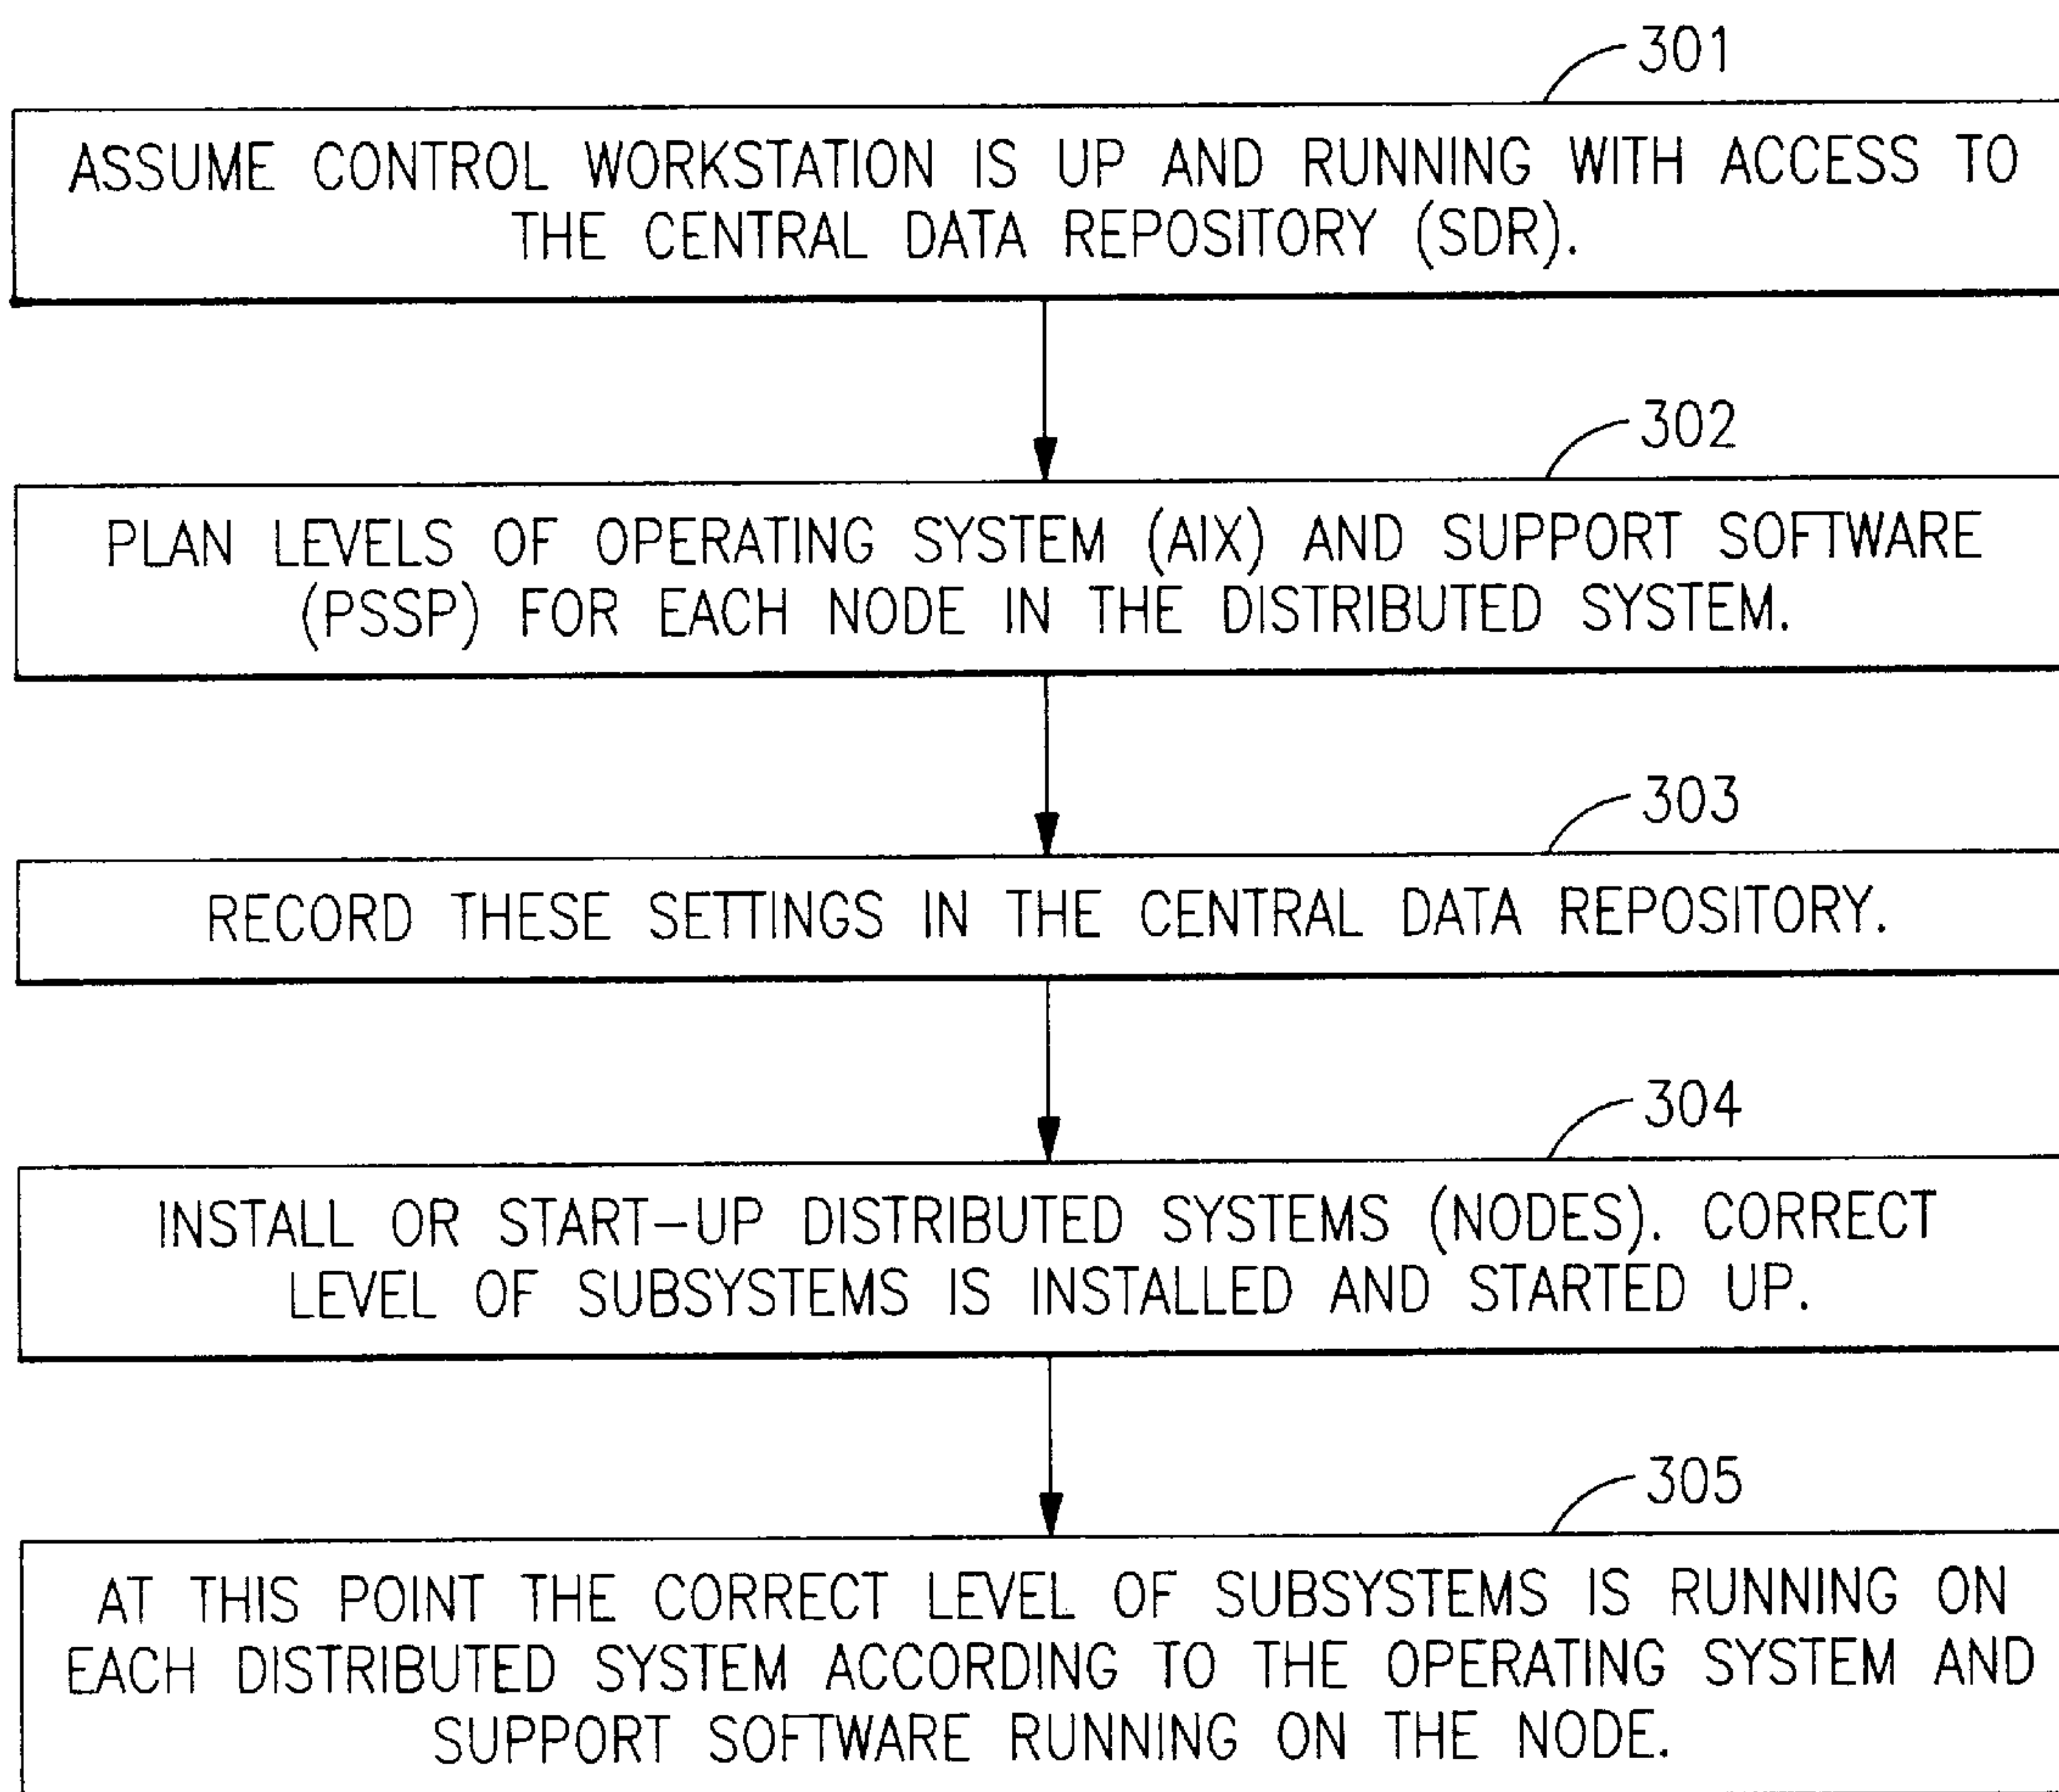 301
ASSUME CONTROL WORKSTATION IS UP AND RUNNING WITH ACCESS TO
THE CENTRAL DATA REPOSITORY (SDR).
302
PLAN LEVELS OF OPERATING SYSTEM (AIX) AND SUPPORT SOFTWARE
(PSSP) FOR EACH NODE IN THE DISTRIBUTED SYSTEM.
303
RECORD THESE SETTINGS IN THE CENTRAL DATA REPOSITORY.
304
INSTALL OR START-UP DISTRIBUTED SYSTEMS (NODES). CORRECT
LEVEL OF SUBSYSTEMS IS INSTALLED AND STARTED UP.
305
AT THIS POINT THE CORRECT LEVEL OF SUBSYSTEMS IS RUNNING ON
EACH DISTRIBUTED SYSTEM ACCORDING TO THE OPERATING SYSTEM AND
SUPPORT SOFTWARE RUNNING ON THE NODE.